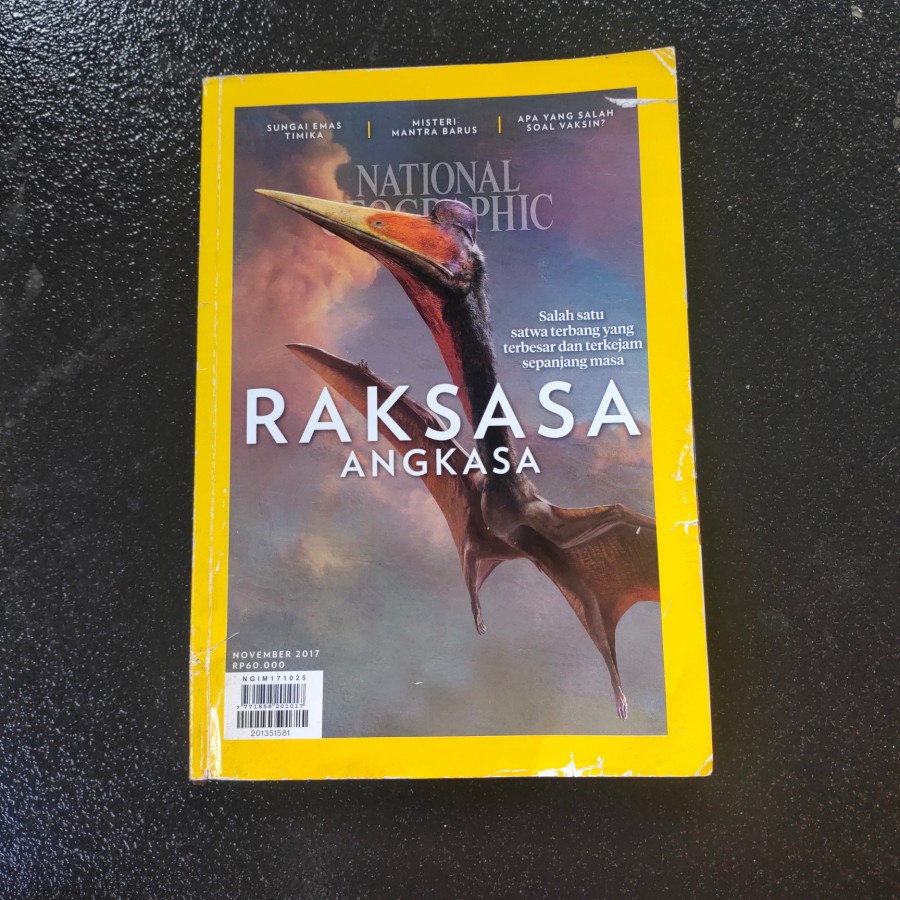 SUNGAI EMAS
TIMIKA
MISTERI
MANTRA BARUS
APA YANG SALAH
SOAL VAKSIN?
NATIONAL
GEOGRAPHIC
Salah satu
satwa terbang yang
terbesar dan terkejam
sepanjang masa
RAKSASA
ANGKASA
NOVEMBER 2017
RP60.000
NGIM171025
9771858201017
201351581